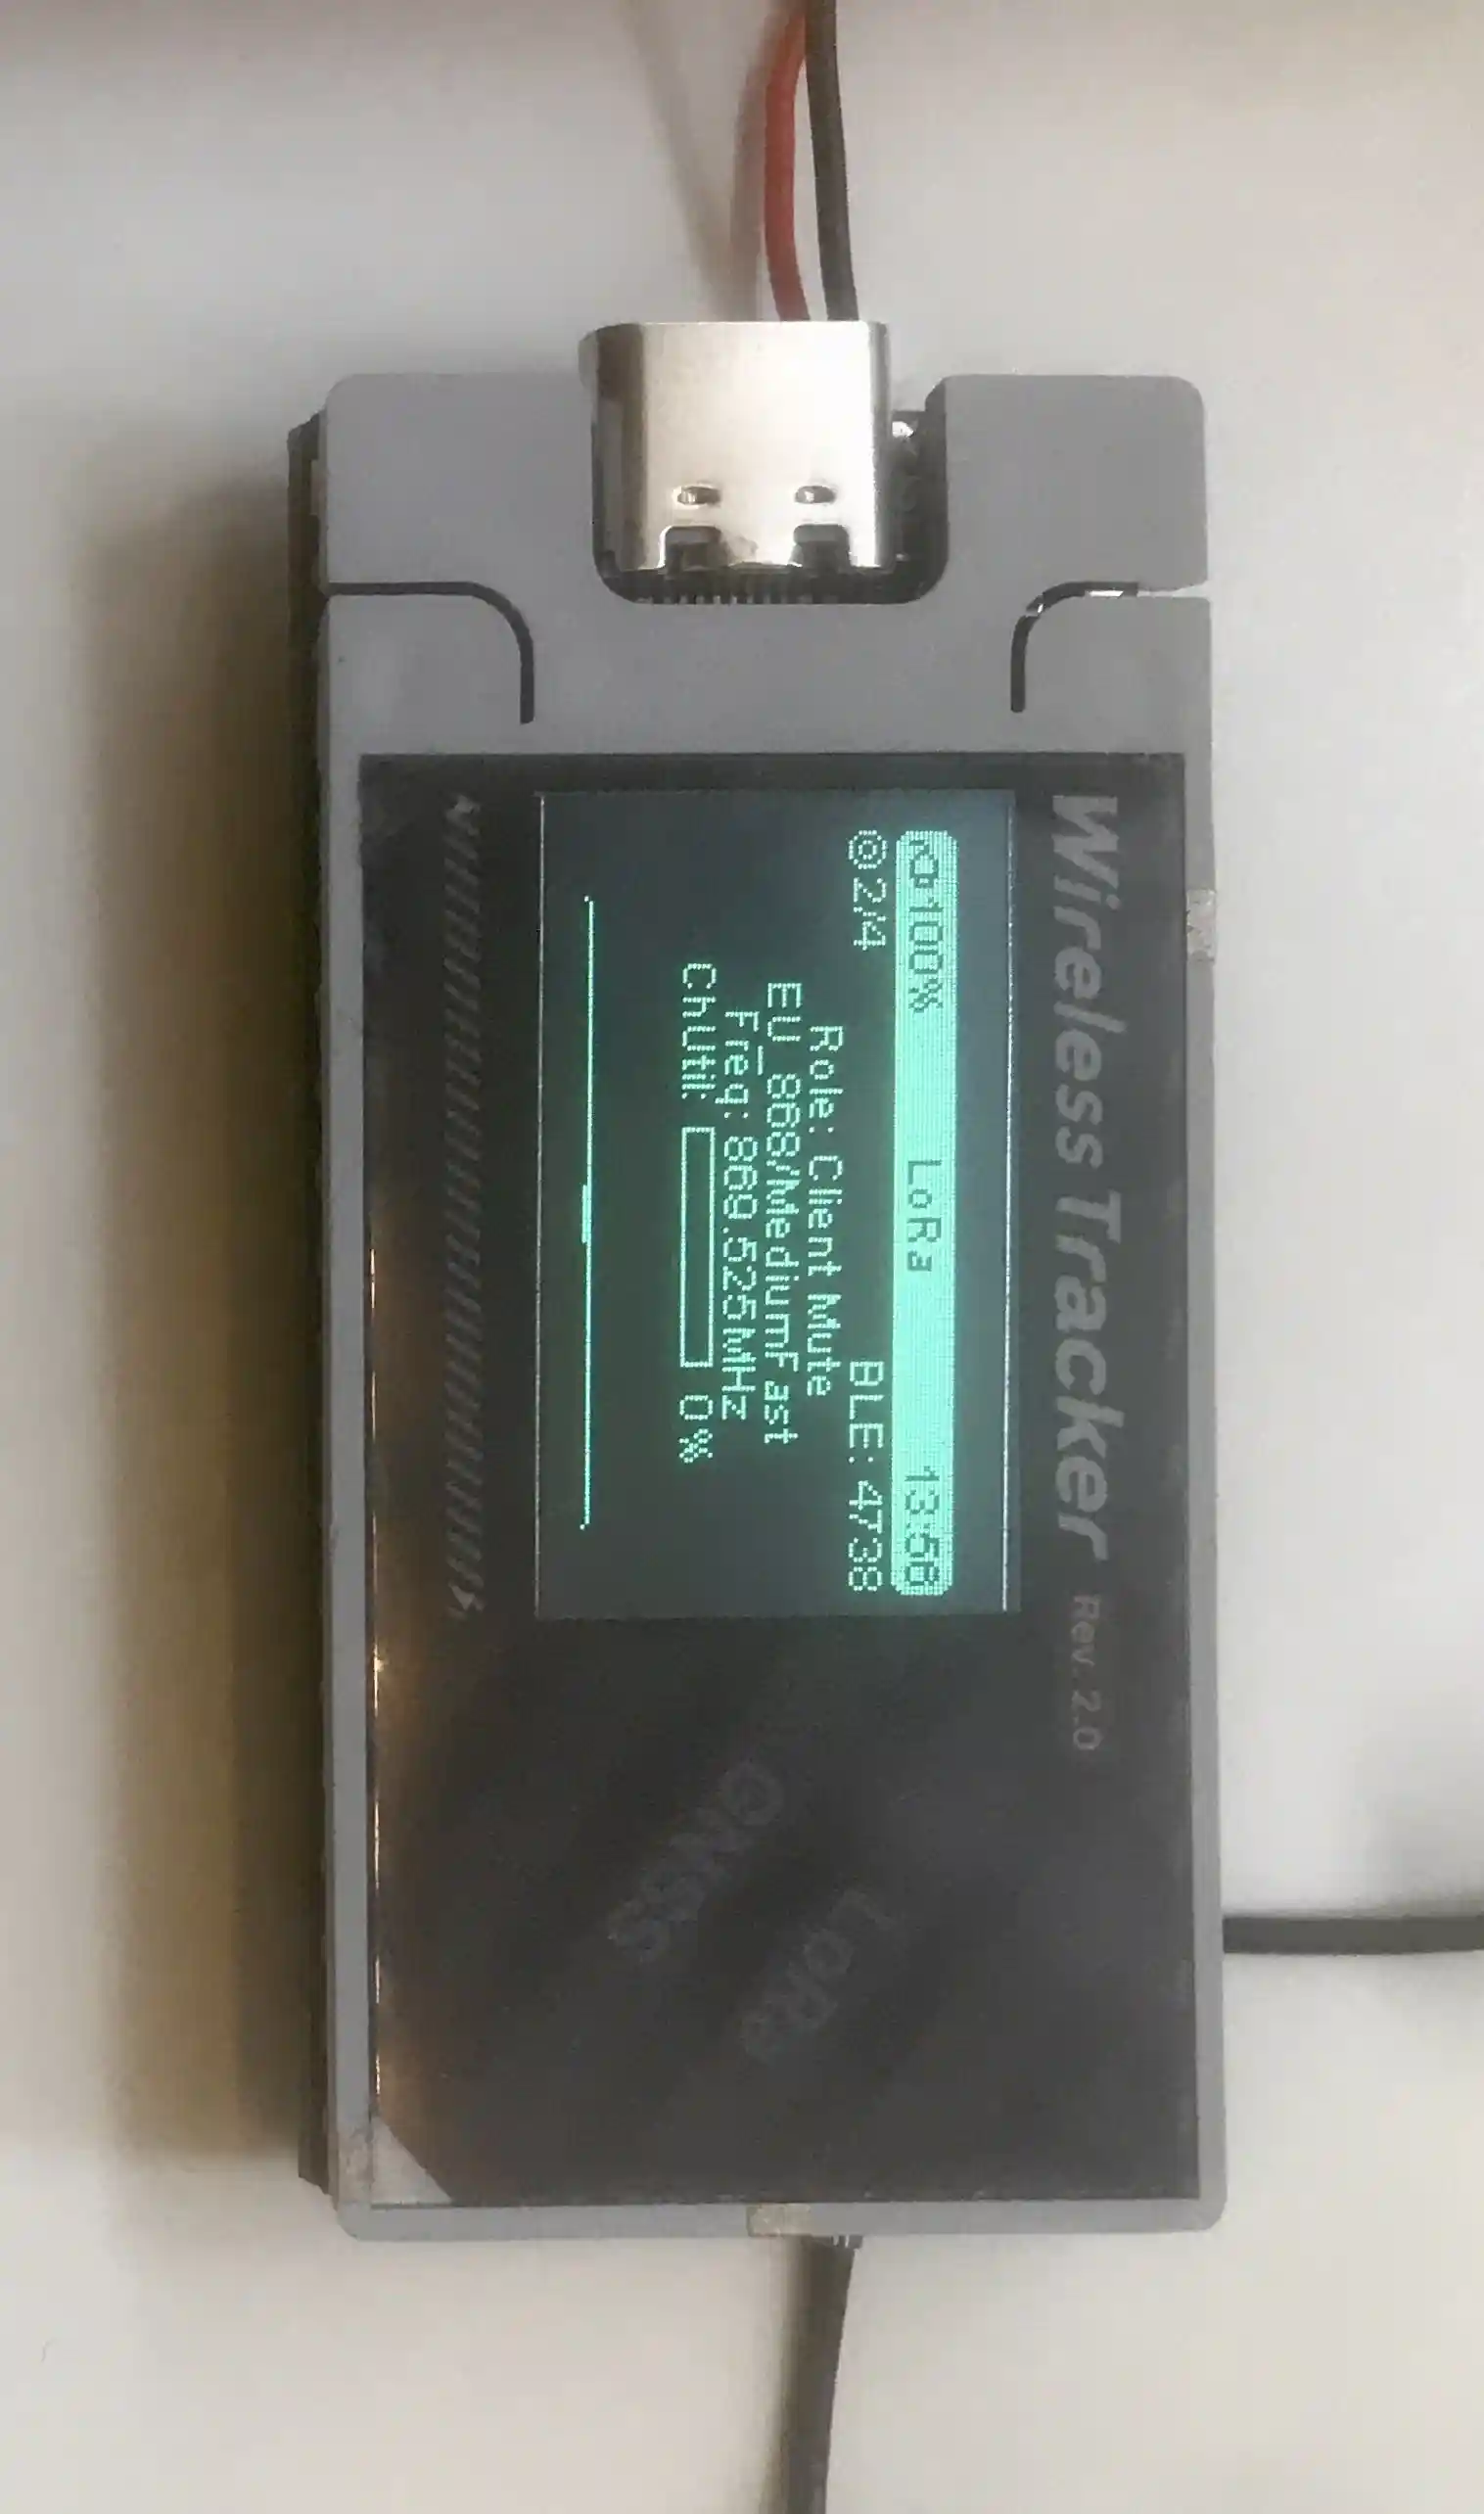 Wireless Tracker Rev. 2.0
100% LoRa 13:58
2/4 BLE: 4738
Role: Client Mute
EU_868/MediumFast
Freq: 869.525MHz
ChUtil: 0%
LoRa
GNSS